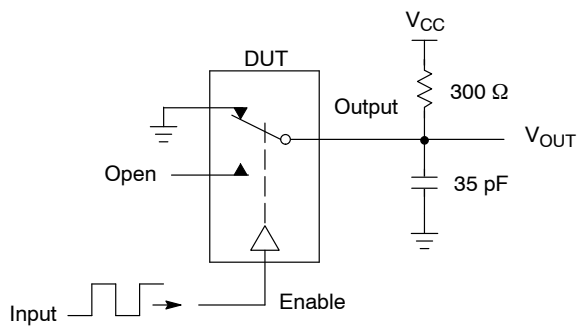 V_CC
DUT
300 Ω
Output
V_OUT
Open
35 pF
Input
Enable